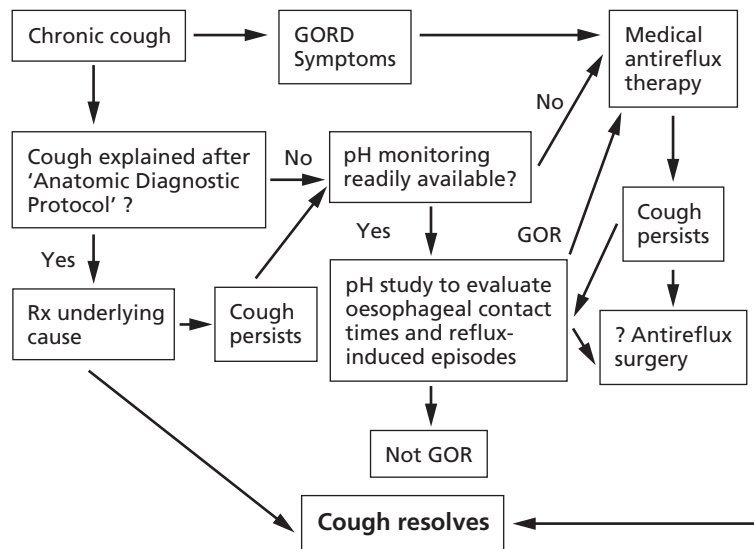 Chronic cough
GORD
Symptoms
Medical
antireflux
therapy
No
Cough explained after
‘Anatomic Diagnostic
Protocol’ ?
No
pH monitoring
readily available?
Yes
Yes
GOR
Cough
persists
Rx underlying
cause
Cough
persists
pH study to evaluate
oesophageal contact
times and reflux-
induced episodes
? Antireflux
surgery
Not GOR
Cough resolves